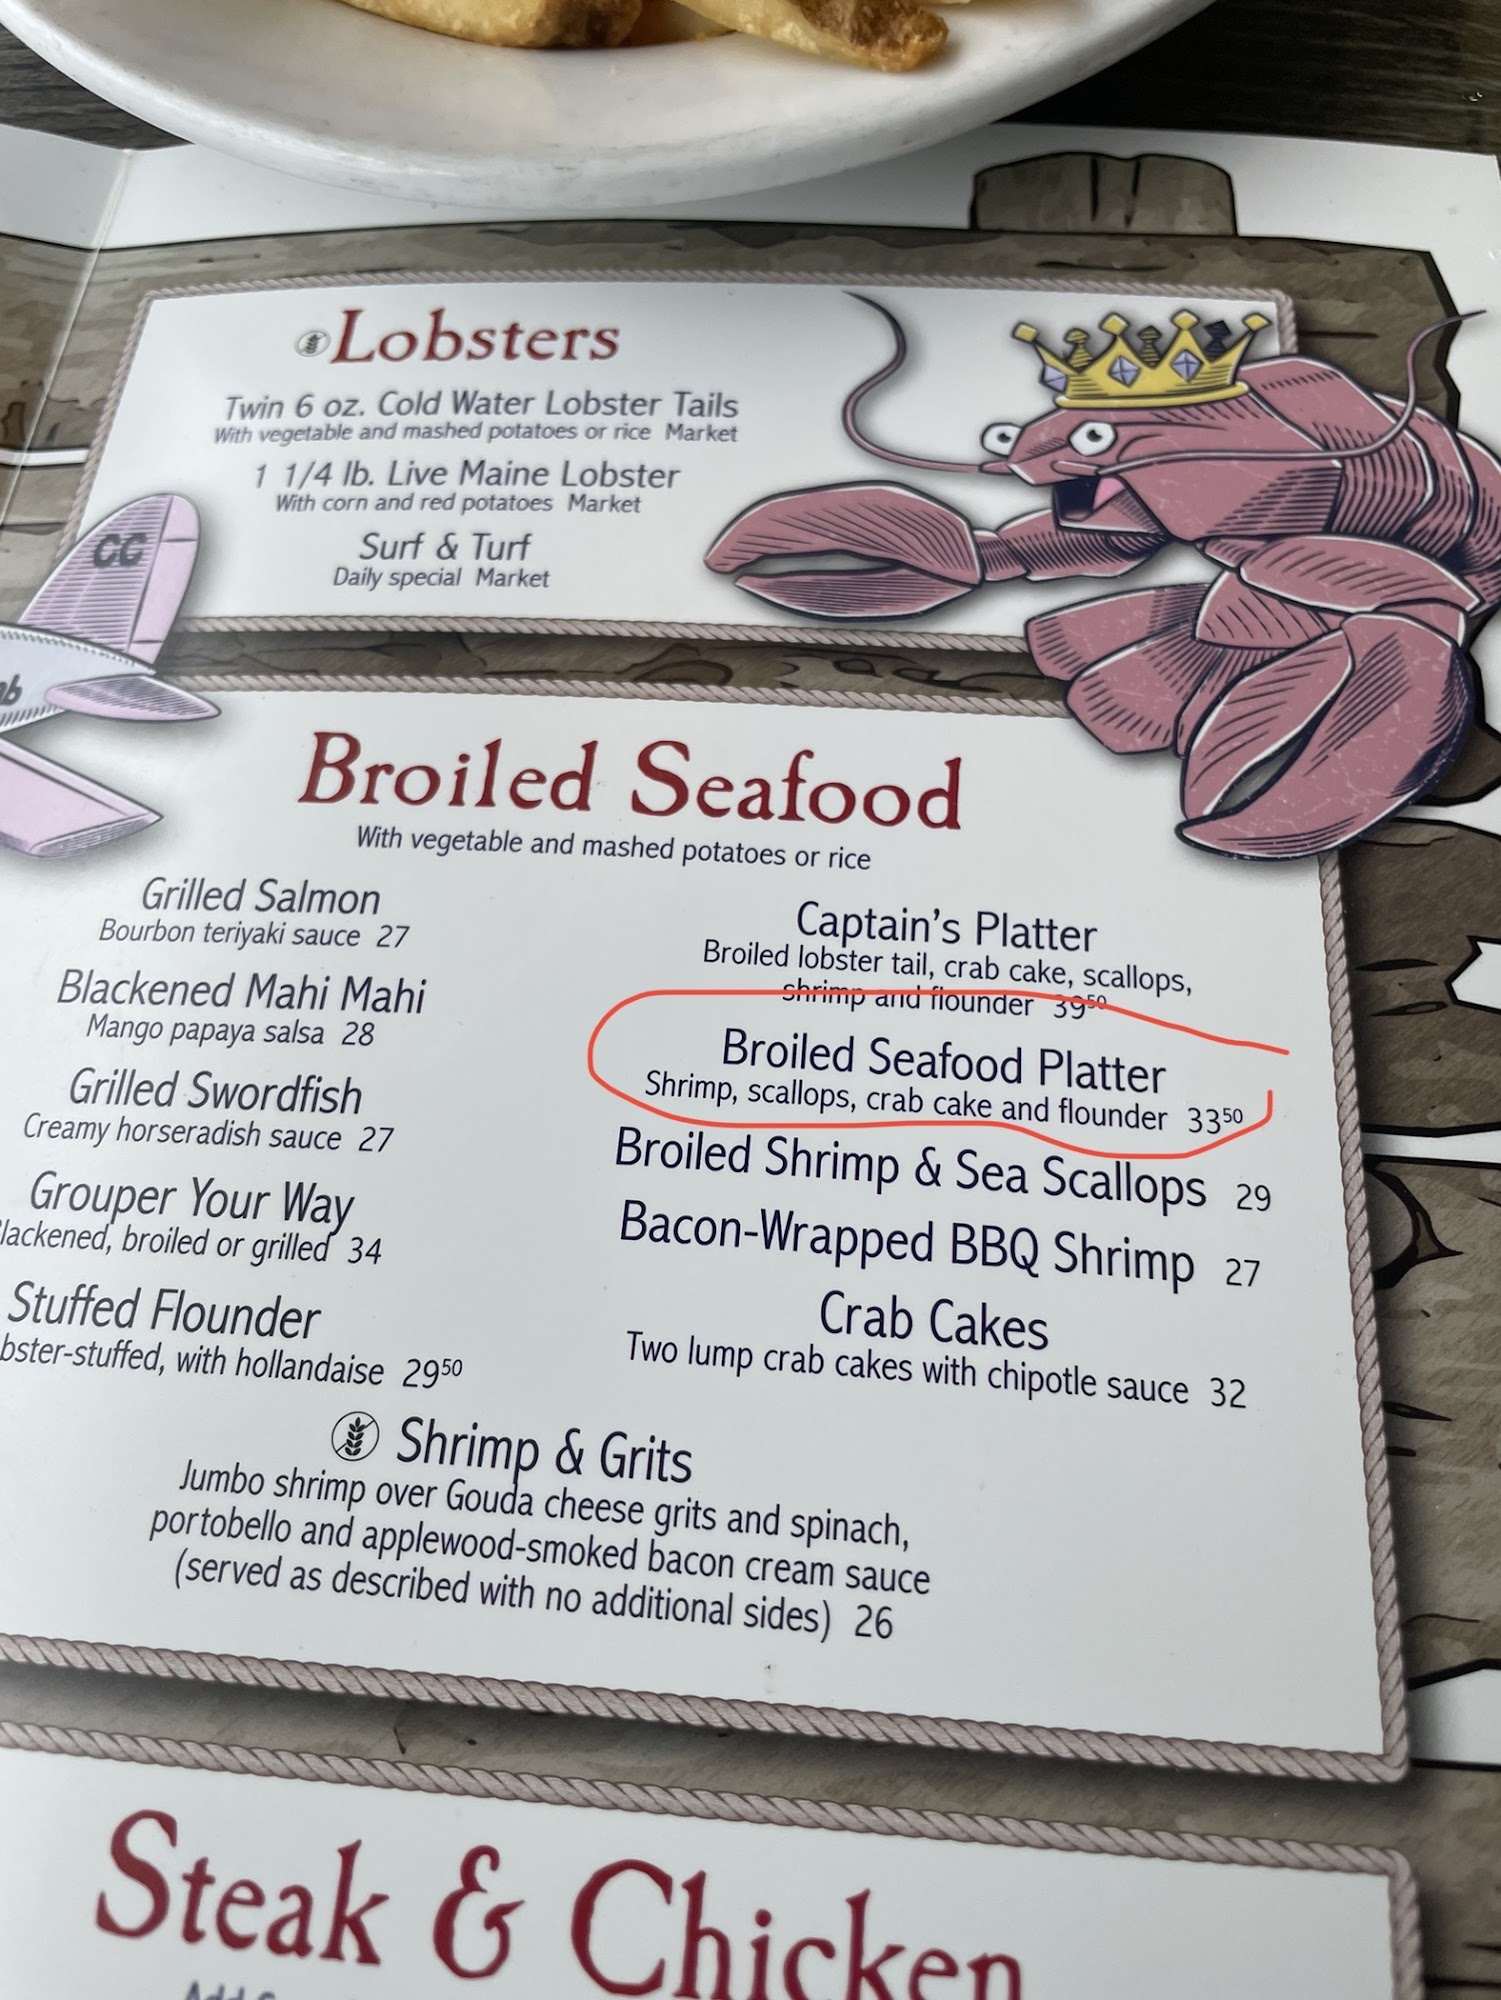 Lobsters
Twin 6 oz. Cold Water Lobster Tails
With vegetable and mashed potatoes or rice Market
1 1/4 lb. Live Maine Lobster
With corn and red potatoes Market
Surf & Turf
Daily special Market
CC
Broiled Seafood
With vegetable and mashed potatoes or rice
Grilled Salmon
Bourbon teriyaki sauce 27
Blackened Mahi Mahi
Mango papaya salsa 28
Grilled Swordfish
Creamy horseradish sauce 27
Grouper Your Way
lackened, broiled or grilled 34
Stuffed Flounder
bster-stuffed, with hollandaise 29⁵⁰
Captain's Platter
Broiled lobster tail, crab cake, scallops,
shrimp and flounder 39⁵⁰
Broiled Seafood Platter
Shrimp, scallops, crab cake and flounder 33⁵⁰
Broiled Shrimp & Sea Scallops 29
Bacon-Wrapped BBQ Shrimp 27
Crab Cakes
Two lump crab cakes with chipotle sauce 32
Shrimp & Grits
Jumbo shrimp over Gouda cheese grits and spinach,
portobello and applewood-smoked bacon cream sauce
(served as described with no additional sides) 26
Steak & Chicken